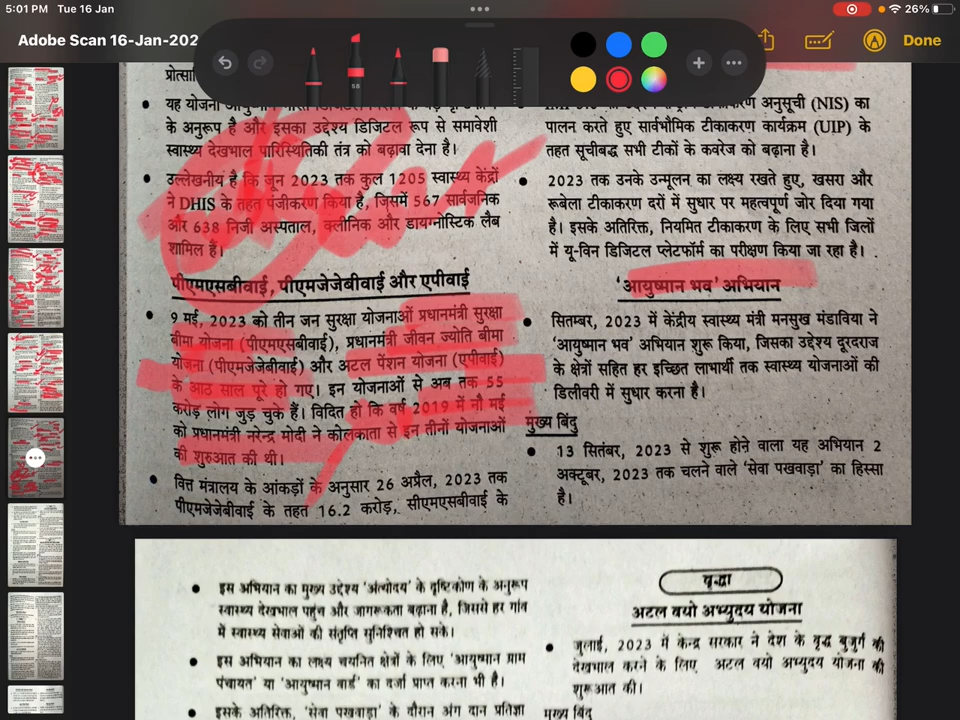 5:01 PM Tue 16 Jan
26%
Adobe Scan 16-Jan-202
58
Done
प्रोत्सा
यह योजना
के अनुरूप है और इसका उद्देश्य डिजिटल रूप से समावेशी
स्वास्थ्य देखभाल पारिस्थितिकी तंत्र को बढ़ावा देना है।
उल्लेखनीय है कि जून 2023 तक कुल 1205 स्वास्थ्य केंद्रों
ने DHIS के तहत पंजीकरण किया है, जिसमें 567 सार्वजनिक
और 638 निजी अस्पताल, क्लीनिक और डायग्नोस्टिक लैब
शामिल हैं।
पीएमएसबीवाई, पीएमजेजेबीवाई और एपीवाई
9 मई, 2023 को तीन जन सुरक्षा योजनाओं प्रधानमंत्री सुरक्षा
बीमा योजना (पीएमएसबीवाई), प्रधानमंत्री जीवन ज्योति बीमा
योजना (पीएमजेजेबीवाई) और अटल पेंशन योजना (एपीवाई)
के आठ साल पूरे हो गए। इन योजनाओं से अब तक 55
करोड़ लोग जुड़ चुके हैं। विदित हो कि वर्ष 2019 में नौ मई
को प्रधानमंत्री नरेन्द्र मोदी ने कोलकाता से इन तीनों योजनाओं
की शुरुआत की थी।
वित्त मंत्रालय के आंकड़ों के अनुसार 26 अप्रैल, 2023 तक
पीएमजेजेबीवाई के तहत 16.2 करोड़, सीएमएसबीवाई के
अनुसूची (NIS) का
पालन करते हुए सार्वभौमिक टीकाकरण कार्यक्रम (UIP) के
तहत सूचीबद्ध सभी टीकों के कवरेज को बढ़ाना है।
2023 तक उनके उन्मूलन का लक्ष्य रखते हुए, खसरा और
रूबेला टीकाकरण दरों में सुधार पर महत्वपूर्ण जोर दिया गया
है। इसके अतिरिक्त, नियमित टीकाकरण के लिए सभी जिलों
में यू-विन डिजिटल प्लेटफॉर्म का परीक्षण किया जा रहा है।
'आयुष्मान भव' अभियान
सितम्बर, 2023 में केंद्रीय स्वास्थ्य मंत्री मनसुख मंडाविया ने
'आयुष्मान भव' अभियान शुरू किया, जिसका उद्देश्य दूरदराज
के क्षेत्रों सहित हर इच्छित लाभार्थी तक स्वास्थ्य योजनाओं की
डिलीवरी में सुधार करना है।
मुख्य बिंदु
13 सितंबर, 2023 से शुरू होने वाला यह अभियान 2
अक्टूबर, 2023 तक चलने वाले 'सेवा पखवाड़ा' का हिस्सा
है।
इस अभियान का मुख्य उद्देश्य 'अंत्योदय' के दृष्टिकोण के अनुरूप
स्वास्थ्य देखभाल पहुंच और जागरूकता बढ़ाना है, जिससे हर गांव
में स्वास्थ्य सेवाओं की संतृप्ति सुनिश्चित हो सके।
इस अभियान का लक्ष्य चयनित क्षेत्रों के लिए 'आयुष्मान ग्राम
पंचायत' या 'आयुष्मान वार्ड' का दर्जा प्राप्त करना भी है।
इसके अतिरिक्त, 'सेवा पखवाड़ा' के दौरान अंग दान प्रतिज्ञा
वृद्धा
अटल वयो अभ्युदय योजना
जुलाई, 2023 में केन्द्र सरकार ने देश के वृद्ध बुजुर्ग की
देखभाल करने के लिए अटल वयो अभ्युदय योजना की
शुरूआत की।
मुख्य बिंदु